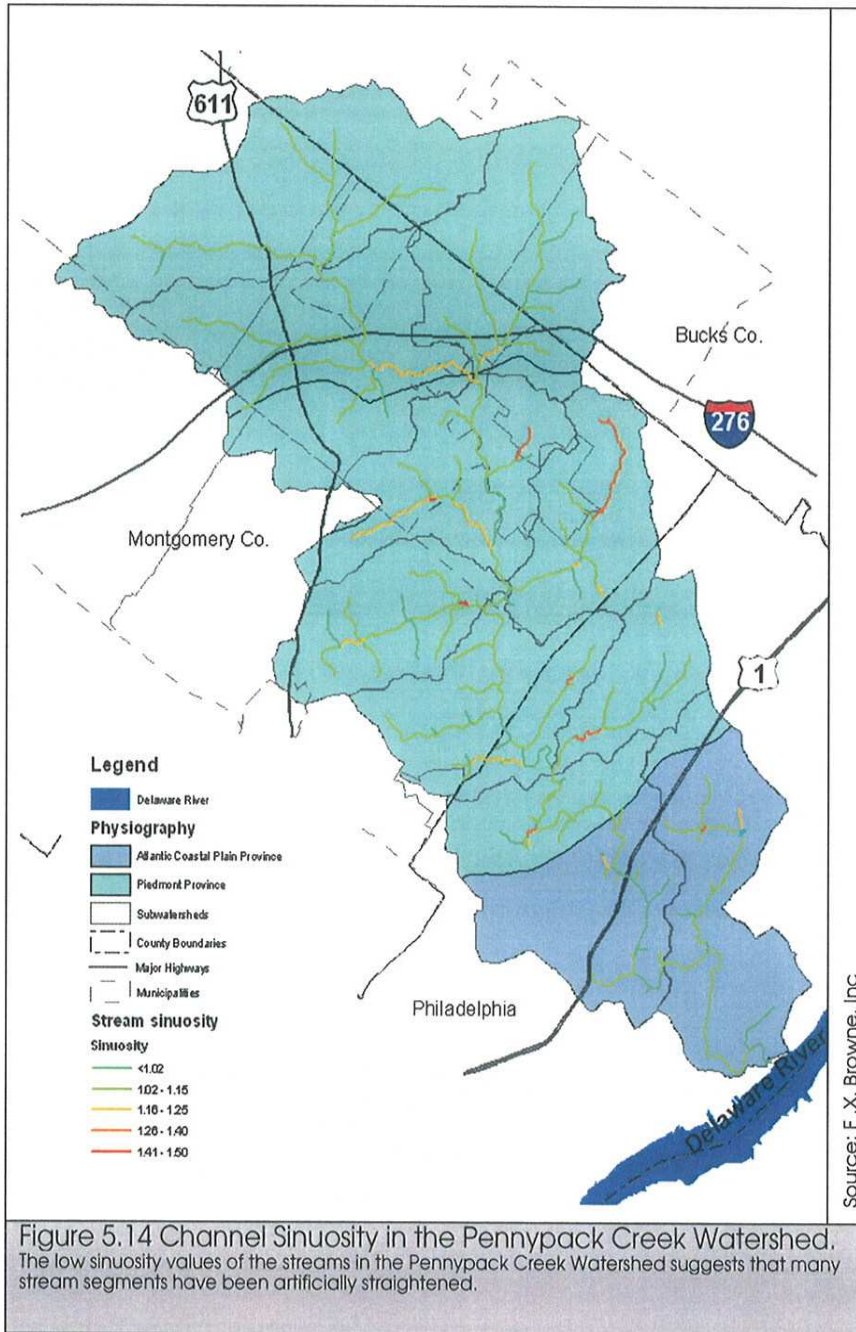 611
Bucks Co.
276
Montgomery Co.
1
Legend
Delaware River
Physiography
Atlantic Coastal Plain Province
Piedmont Province
Subwatersheds
County Boundaries
Major Highways
Municipalities
Stream sinuosity
Sinuosity
<1.02
1.02 - 1.15
1.16 - 1.25
1.26 - 1.40
1.41 - 1.50
Philadelphia
Delaware River
Source: F. X. Browne, Inc.
Figure 5.14 Channel Sinuosity in the Pennypack Creek Watershed.
The low sinuosity values of the streams in the Pennypack Creek Watershed suggests that many
stream segments have been artificially straightened.